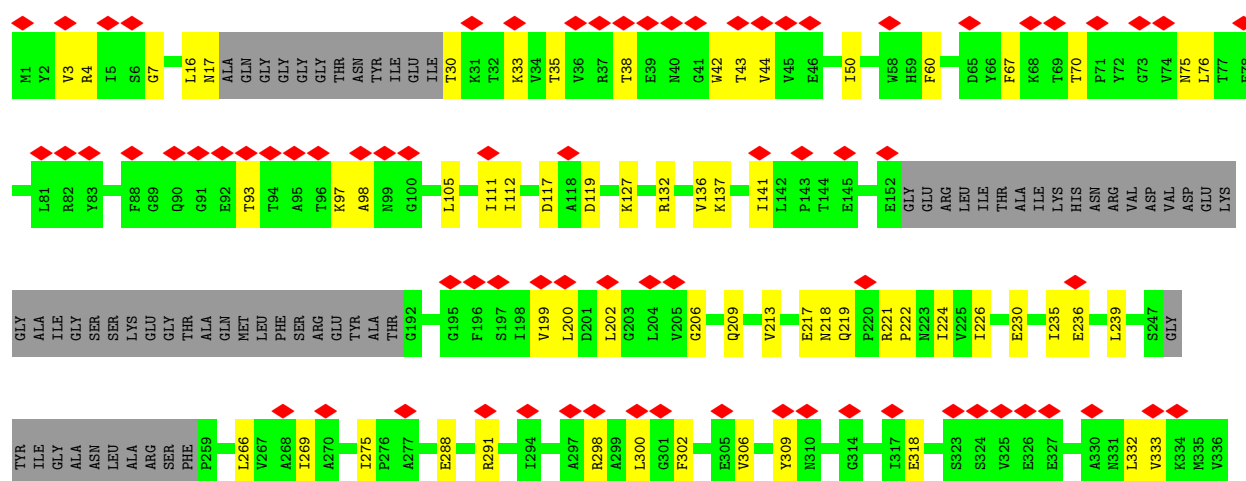 M1 Y2 V3 R4 I5 S6 G7 L16 N17 ALA GLN GLY GLY GLY GLY THR ASN TYR ILE GLU ILE T30 K31 T32 K33 V34 T35 V36 R37 T38 E39 N40 G41 W42 T43 V44 V45 E46 I50 W58 H59 F60 D65 Y66 F67 K68 T69 T70 P71 Y72 G73 V74 N75 L76 T77
L81 R82 Y83 F88 G89 Q90 G91 E92 T93 T94 A95 T96 K97 A98 N99 G100 L105 I111 I112 D117 A118 D119 K127 R132 V136 K137 I141 L142 P143 T144 E145 E152 GLY GLU ARG LEU ILE THR ALA ILE LYS HIS ASN ARG VAL ASP VAL ASP GLU LYS
GLY ALA ILE GLY SER SER LYS GLU GLY THR ALA GLN MET LEU PHE SER ARG GLU TYR ALA THR G192 G195 F196 S197 I198 V199 L200 D201 L202 G203 L204 V205 G206 Q209 V213 E217 N218 Q219 P220 R221 P222 N223 I224 V225 I226 E230 I235 E236 L239 S247 GLY
TYR ILE GLY ALA ASN LEU ALA ARG SER PHE P259 L266 V267 A268 I269 A270 I275 P276 A277 E288 R291 I294 A297 R298 A299 L300 G301 F302 E305 V306 Y309 N310 G314 I317 E318 S323 S324 V325 E326 E327 A330 N331 L332 V333 K334 M335 V336